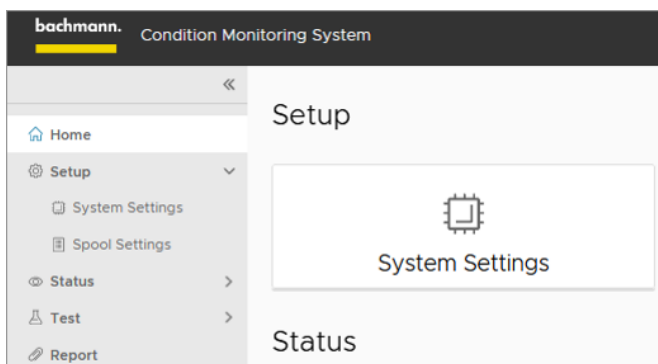 bachmann.
Condition Monitoring System
Home
Setup
System Settings
Spool Settings
Status
Test
Report
Setup
System Settings
Status